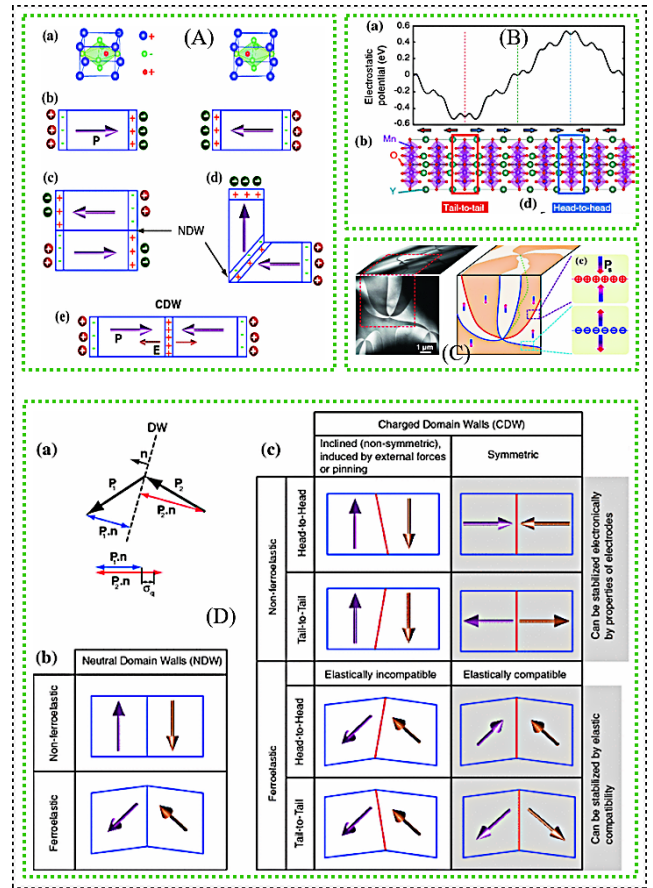 (a)
(A)
+
-
+
(b)
P
(c)
(d)
NDW
(e)
CDW
P
E
(a)
(B)
Electrostatic
potential (eV)
0.6
0.4
0.0
-0.4
-0.6
(b)
Mn
O
Y
Tail-to-tail
(d)
Head-to-head
1 μm
(C)
(c)
Ps
(a)
DW
n
P1
P2
P1.n
P2.n
P1.n
P2.n
σq
(D)
(b)
Neutral Domain Walls (NDW)
Non-ferroelastic
Ferroelastic
(c)
Charged Domain Walls (CDW)
Inclined (non-symmetric),
induced by external forces
or pinning
Symmetric
Non-ferroelastic
Head-to-Head
Tail-to-Tail
Can be stabilized electronically
by properties of electrodes
Elastically incompatible
Elastically compatible
Ferroelastic
Head-to-Head
Tail-to-Tail
Can be stabilized by elastic
compatibility